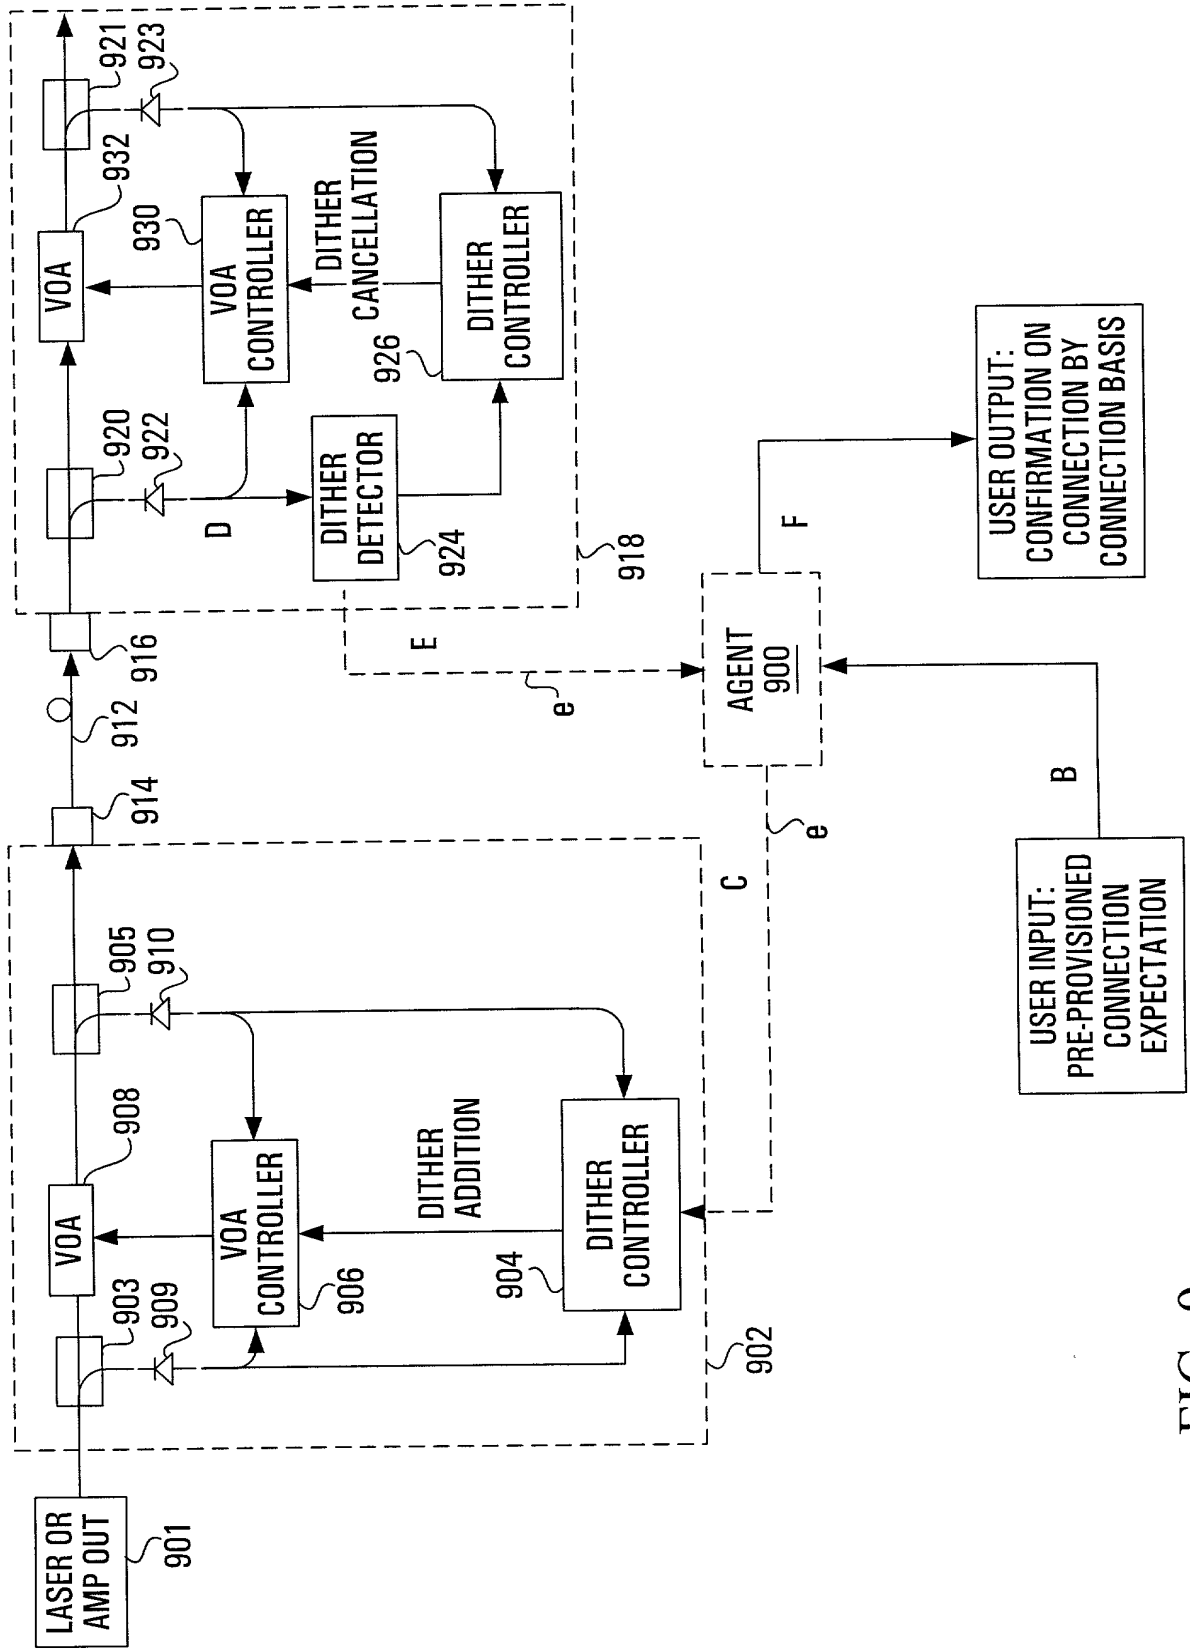 LASER OR
AMP OUT
901
903
909
VOA
908
905
910
VOA
CONTROLLER
906
DITHER
ADDITION
904
DITHER
CONTROLLER
902
914
912
916
920
922
VOA
932
921
923
D
VOA
CONTROLLER
930
DITHER
CANCELLATION
DITHER
DETECTOR
924
926
DITHER
CONTROLLER
918
E
e
C
e
AGENT
900
F
B
USER INPUT:
PRE-PROVISIONED
CONNECTION
EXPECTATION
USER OUTPUT:
CONFIRMATION ON
CONNECTION BY
CONNECTION BASIS
FIG. 9